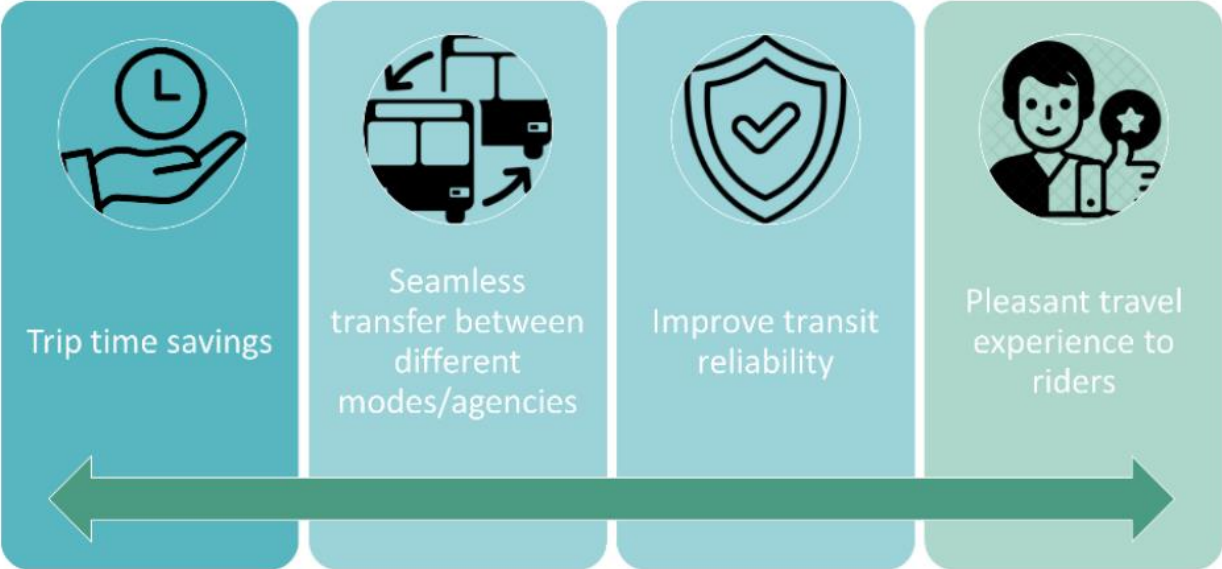 Trip time savings
Seamless
transfer between
different
modes/agencies
Improve transit
reliability
Pleasant travel
experience to
riders